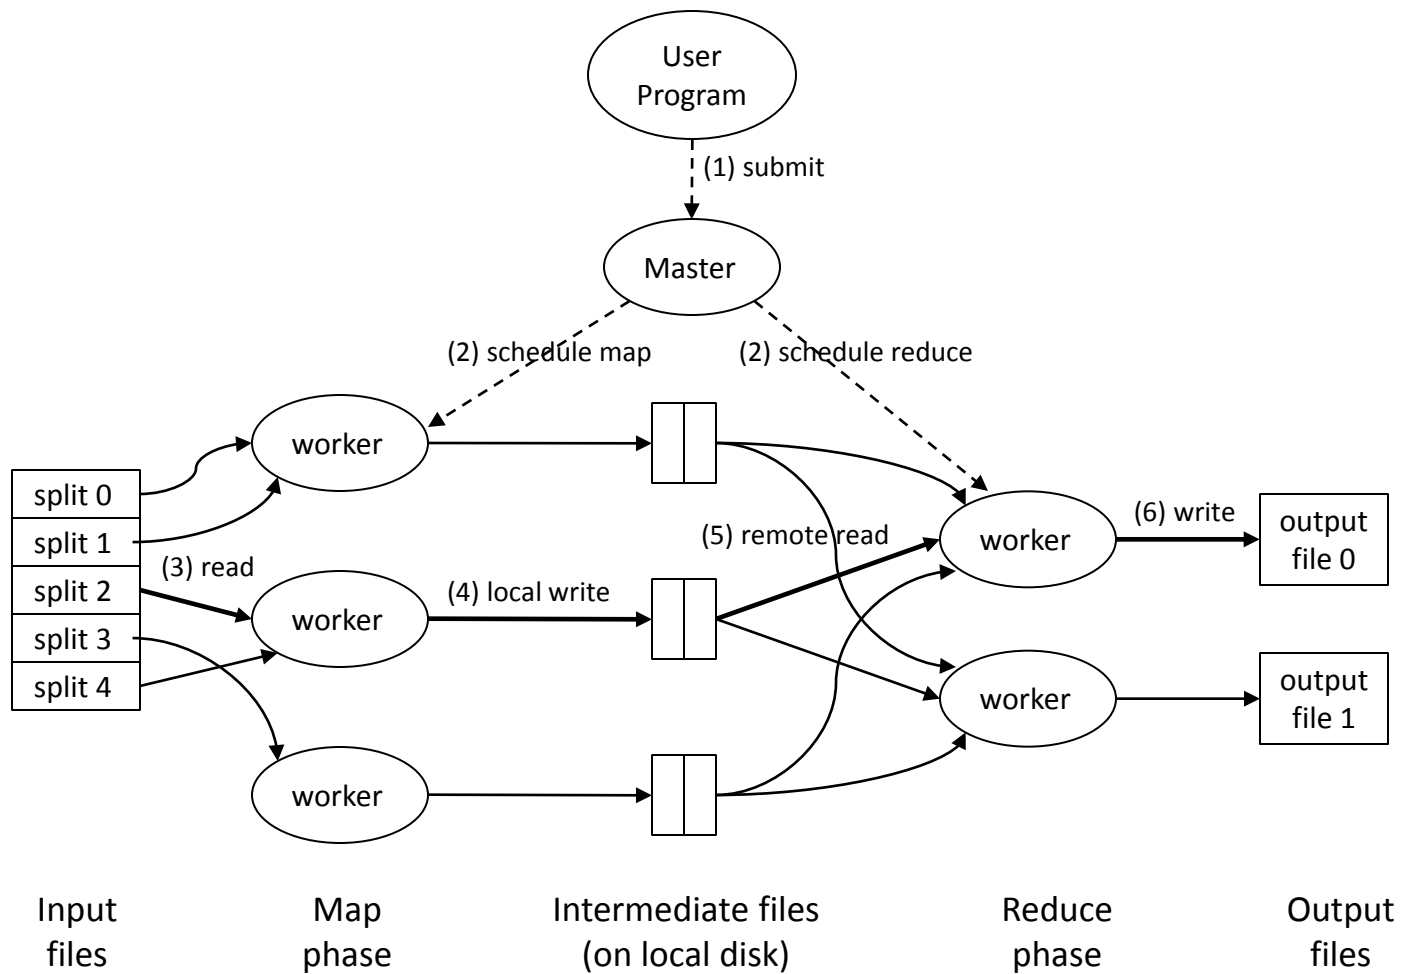 User
Program
(1) submit
Master
(2) schedule map
(2) schedule reduce
worker
split 0
split 1
split 2
split 3
split 4
(3) read
worker
(4) local write
worker
(5) remote read
worker
worker
(6) write
output
file 0
output
file 1
Input
files
Map
phase
Intermediate files
(on local disk)
Reduce
phase
Output
files